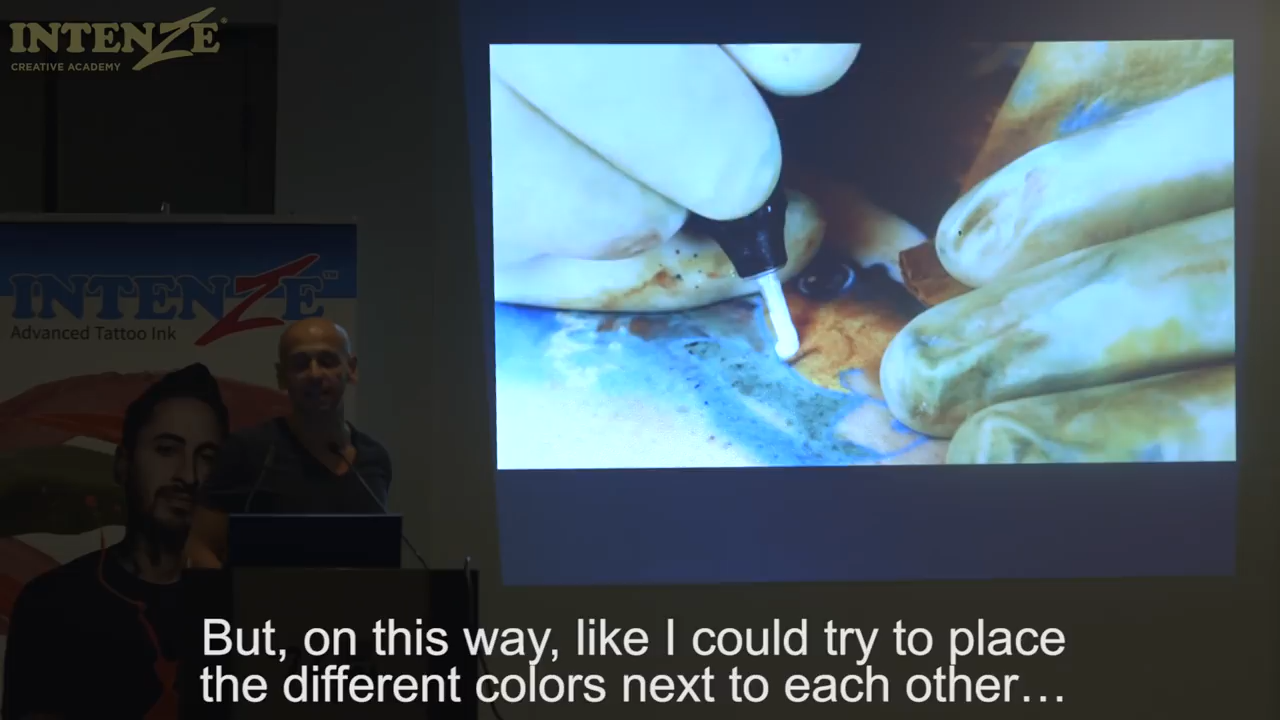 INTENZE®
CREATIVE ACADEMY
INTENZE™
Advanced Tattoo Ink
But, on this way, like I could try to place
the different colors next to each other…